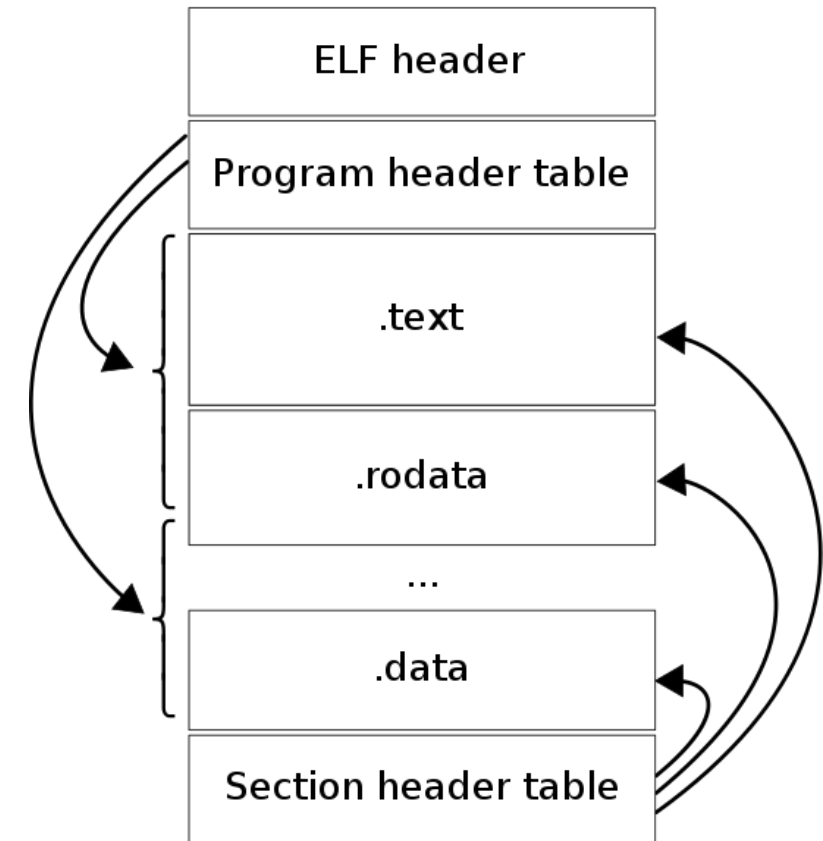 ELF header
Program header table
.text
.rodata
...
.data
Section header table